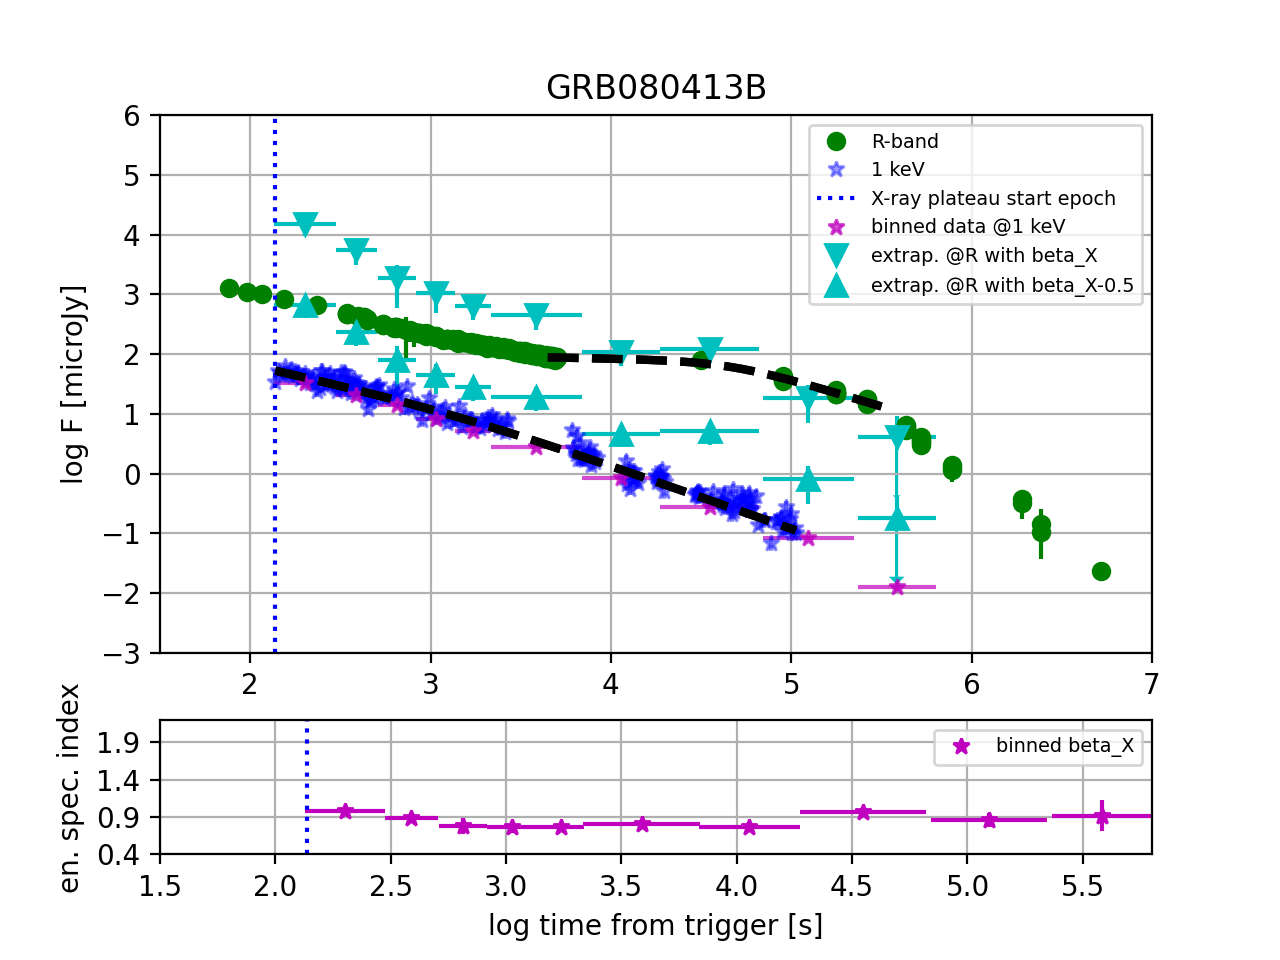 GRB080413B
6
5
4
3
2
1
0
−1
−2
−3
log F [microJy]
R-band
1 keV
X-ray plateau start epoch
binned data @1 keV
extrap. @R with beta_X
extrap. @R with beta_X-0.5
2 3 4 5 6 7
1.9
1.4
0.9
0.4
en. spec. index
binned beta_X
1.5 2.0 2.5 3.0 3.5 4.0 4.5 5.0 5.5
log time from trigger [s]